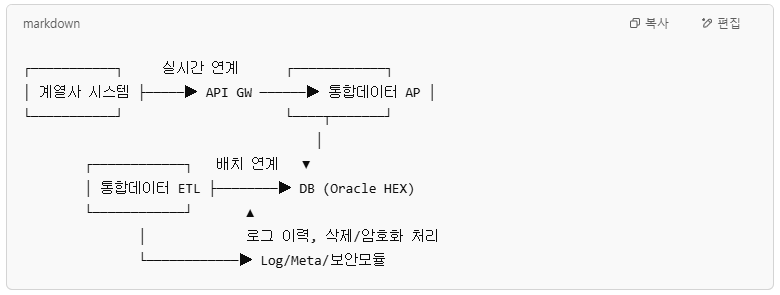 markdown
복사
편집
실시간 연계
계열사 시스템
API GW
통합데이터 AP
배치 연계
통합데이터 ETL
DB (Oracle HEX)
로그 이력, 삭제/암호화 처리
Log/Meta/보안모듈